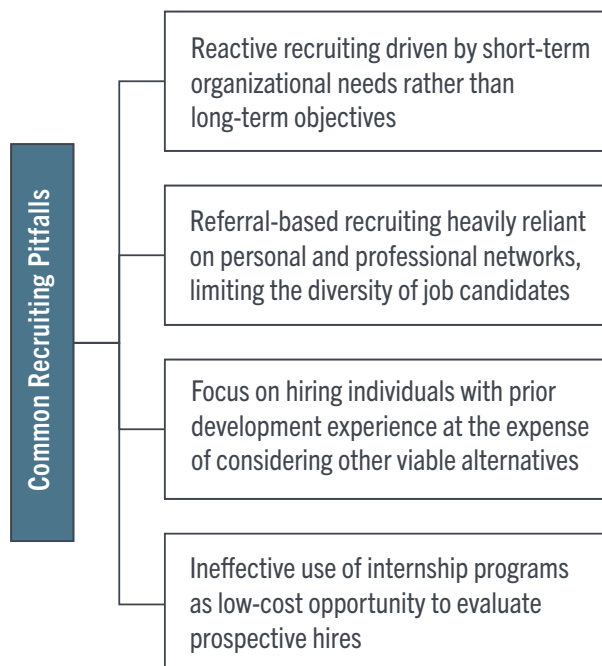 Common Recruiting Pitfalls
Reactive recruiting driven by short-term
organizational needs rather than
long-term objectives
Referral-based recruiting heavily reliant
on personal and professional networks,
limiting the diversity of job candidates
Focus on hiring individuals with prior
development experience at the expense
of considering other viable alternatives
Ineffective use of internship programs
as low-cost opportunity to evaluate
prospective hires